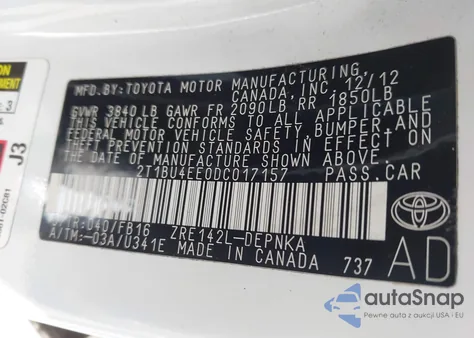 MFD.BY: TOYOTA MOTOR MANUFACTURING
CANADA, INC. 12/12
GVWR 3840LB GAWR FR 2090LB RR 1850LB
THIS VEHICLE CONFORMS TO ALL APPLICABLE
FEDERAL MOTOR VEHICLE SAFETY, BUMPER, AND
THEFT PREVENTION STANDARDS IN EFFECT ON
THE DATE OF MANUFACTURE SHOWN ABOVE.
2T1BU4EE0DC017157 PASS.CAR
C/TR: 040/FB16 ZRE142L-DEPNKA
A/TM: -03A/U341E
MADE IN CANADA 737
AD
J3
autoSnap
Pewne auta z aukcji USA i EU